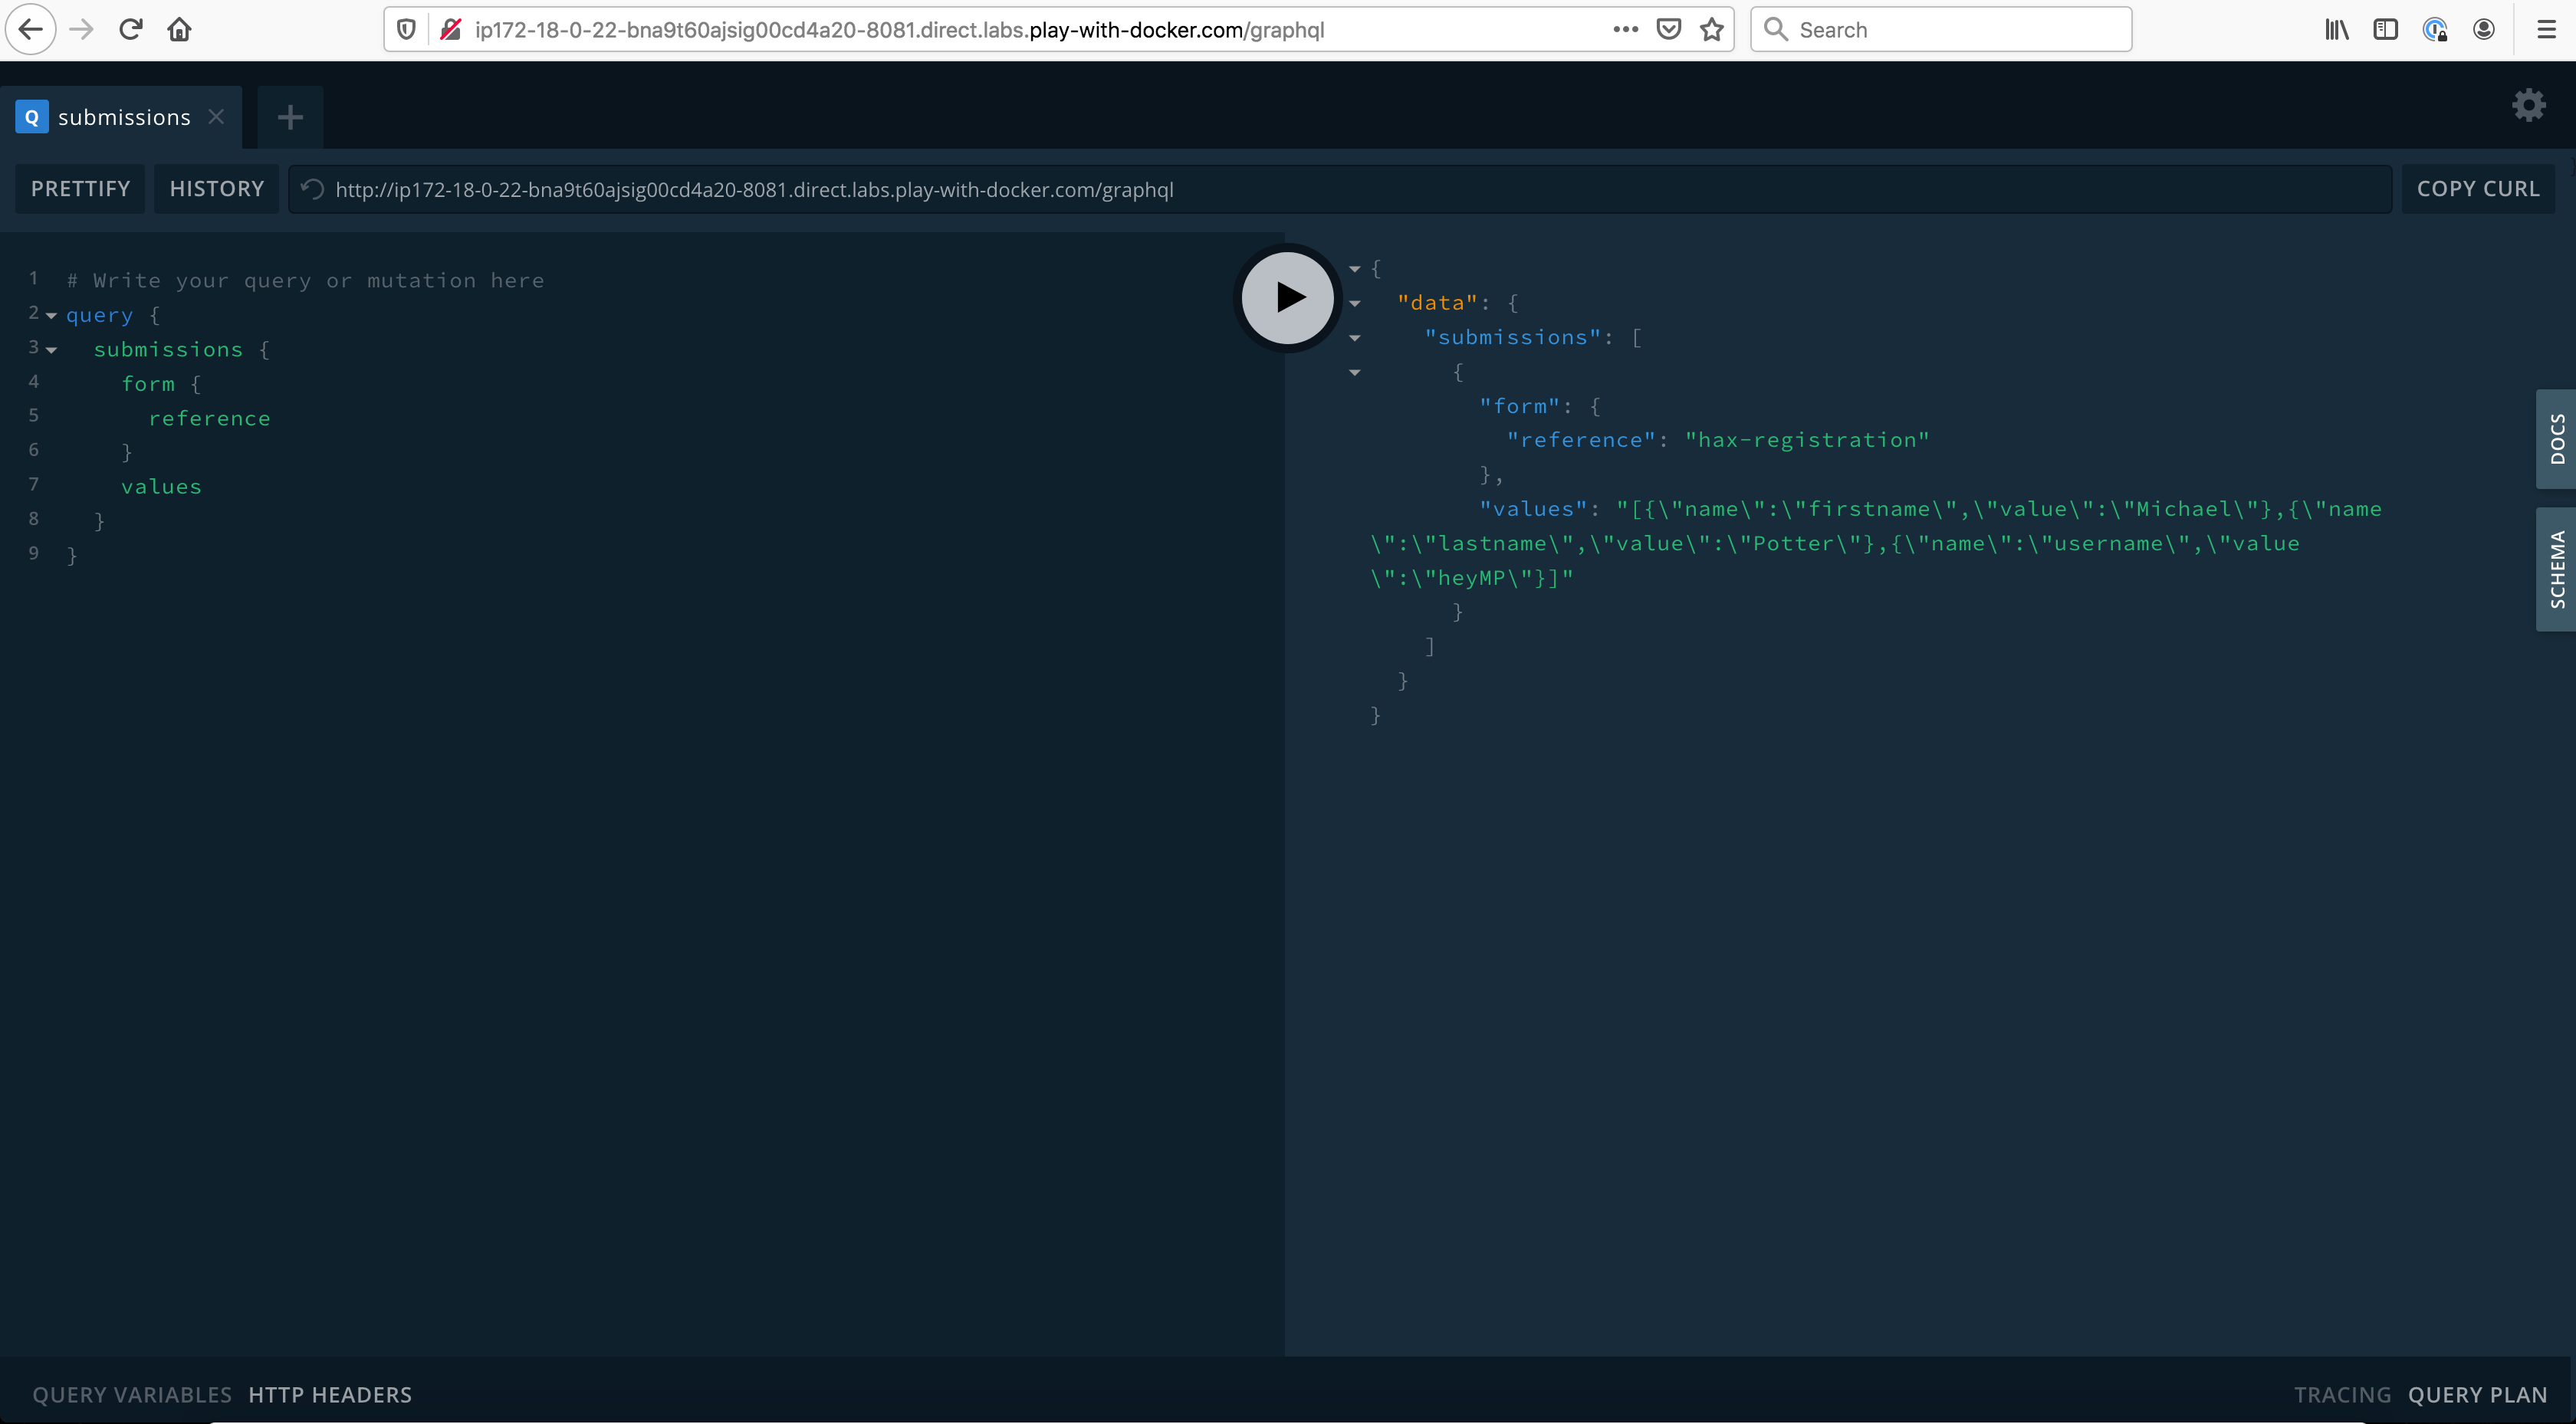 ip172-18-0-22-bna9t60ajsig00cd4a20-8081.direct.labs.play-with-docker.com/graphql
Search
Q submissions
PRETTIFY HISTORY http://ip172-18-0-22-bna9t60ajsig00cd4a20-8081.direct.labs.play-with-docker.com/graphql COPY CURL
1 # Write your query or mutation here
2 query {
3 submissions {
4 form {
5 reference
6 }
7 values
8 }
9 }
{
"data": {
"submissions": [
{
"form": {
"reference": "hax-registration"
},
"values": "[{\"name\":\"firstname\",\"value\":\"Michael\"},{\"name
\":\"lastname\",\"value\":\"Potter\"},{\"name\":\"username\",\"value
\":\"heyMP\"}]"
}
]
}
}
DOCS
SCHEMA
QUERY VARIABLES HTTP HEADERS
TRACING QUERY PLAN